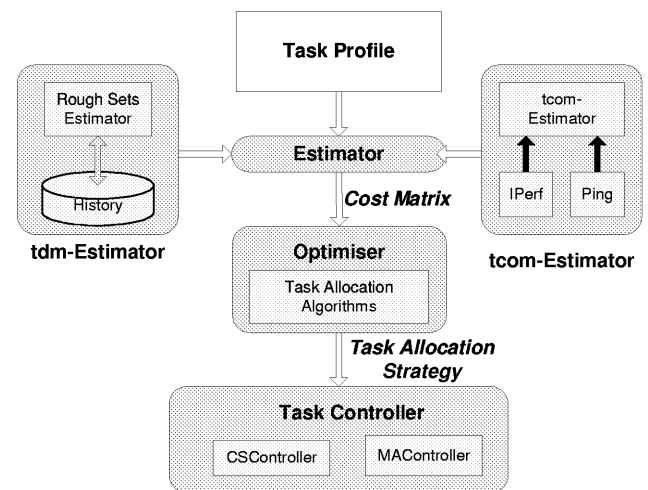 Task Profile
Rough Sets
Estimator
History
tdm-Estimator
Estimator
tcom-
Estimator
IPerf
Ping
tcom-Estimator
Cost Matrix
Optimiser
Task Allocation
Algorithms
Task Allocation
Strategy
Task Controller
CSController
MAController